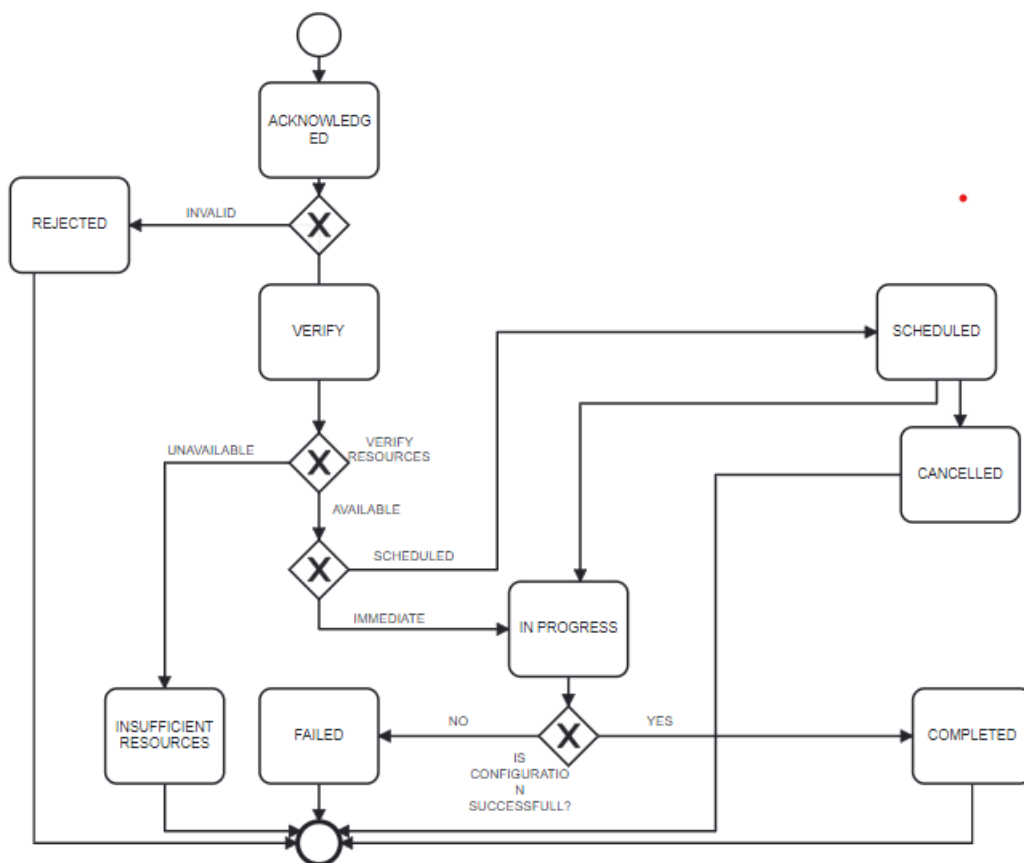 ACKNOWLEDG
ED
INVALID
REJECTED
VERIFY
SCHEDULED
UNAVAILABLE
VERIFY
RESOURCES
CANCELLED
AVAILABLE
SCHEDULED
IMMEDIATE
IN PROGRESS
INSUFFICIENT
RESOURCES
FAILED
NO
YES
COMPLETED
IS
CONFIGURATIO
N
SUCCESSFULL?